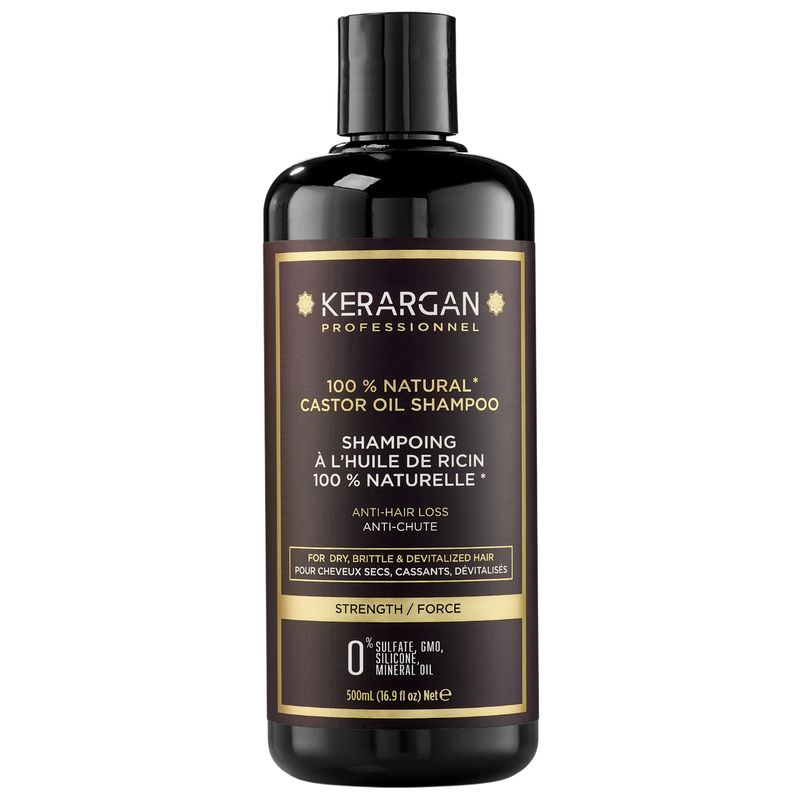 KERARGAN
PROFESSIONNEL
100 % NATURAL*
CASTOR OIL SHAMPOO
SHAMPOING
À L'HUILE DE RICIN
100 % NATURELLE *
ANTI-HAIR LOSS
ANTI-CHUTE
FOR DRY, BRITTLE & DEVITALIZED HAIR
POUR CHEVEUX SECS, CASSANTS, DÉVITALISÉS
STRENGTH / FORCE
0% SULFATE, GMO,
SILICONE,
MINERAL OIL
500mL (16.9 fl oz) Net ℮